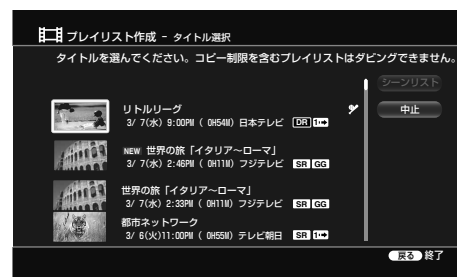 プレイリスト作成 - タイトル選択
タイトルを選んでください。コピー制限を含むプレイリストはダビングできません。
シーンリスト
中止
リトルリーグ
3/ 7(水) 9:00PM ( 0H54M) 日本テレビ DR 1
NEW 世界の旅「イタリア～ローマ」
3/ 7(水) 2:46PM ( 0H11M) フジテレビ SR GG
世界の旅「イタリア～ローマ」
3/ 7(水) 2:33PM ( 0H11M) フジテレビ SR GG
都市ネットワーク
3/ 6(火)11:00PM ( 0H55M) テレビ朝日 SR 1
戻る 終了